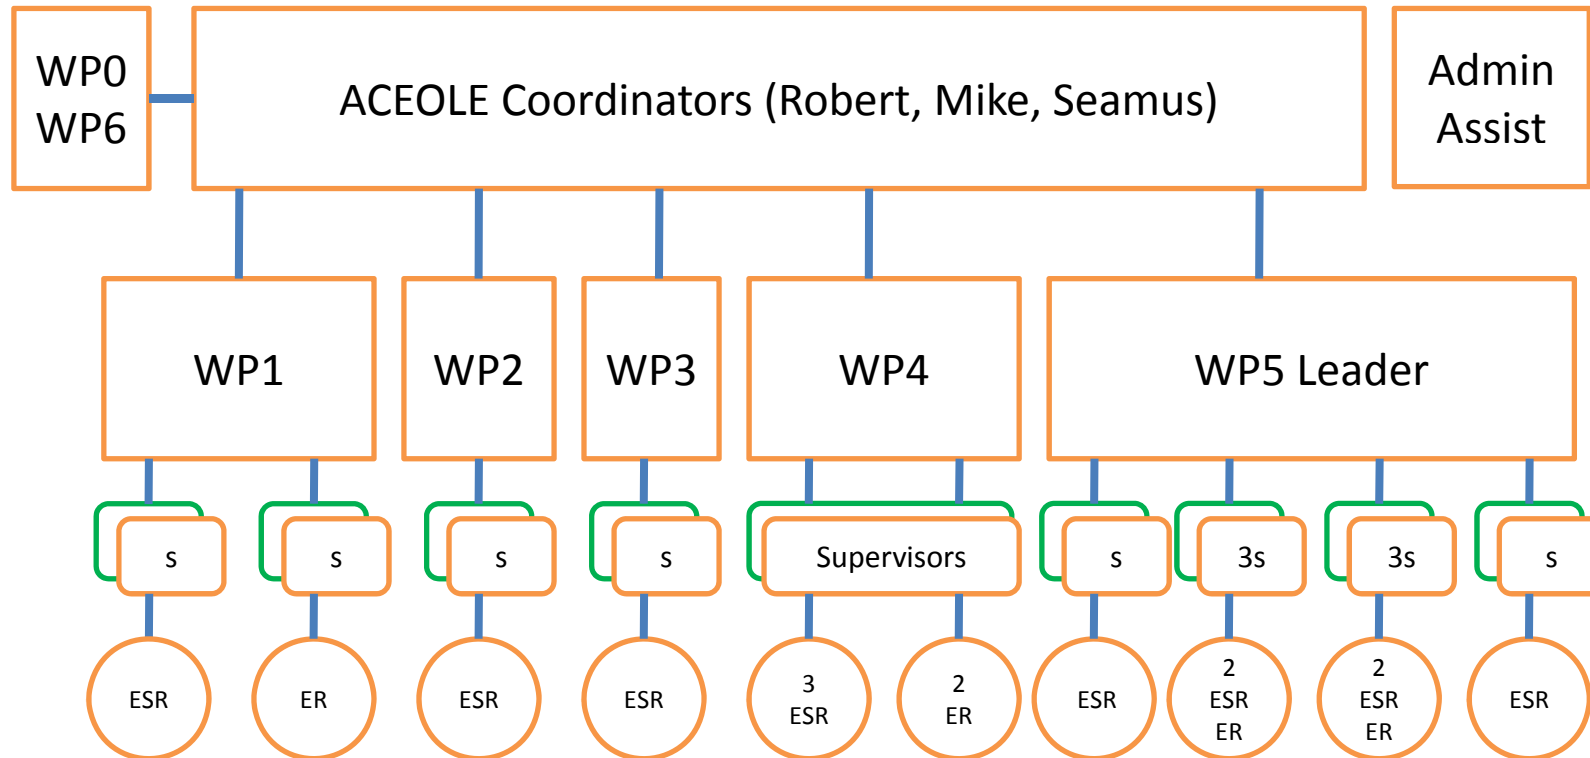 WP0
WP6
ACEOLE Coordinators (Robert, Mike, Seamus)
Admin
Assist
WP1
WP2
WP3
WP4
WP5 Leader
s
s
s
s
Supervisors
s
3s
3s
s
ESR
ER
ESR
ESR
3
ESR
2
ER
ESR
2
ESR
ER
2
ESR
ER
ESR